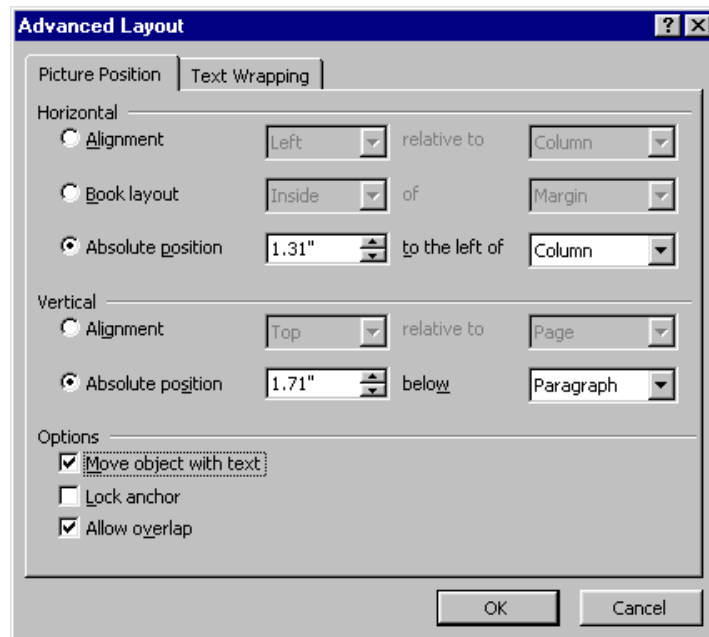 Advanced Layout
Picture Position Text Wrapping
Horizontal
Alignment Left relative to Column
Book layout Inside of Margin
Absolute position 1.31" to the left of Column
Vertical
Alignment Top relative to Page
Absolute position 1.71" below Paragraph
Options
Move object with text
Lock anchor
Allow overlap
OK Cancel